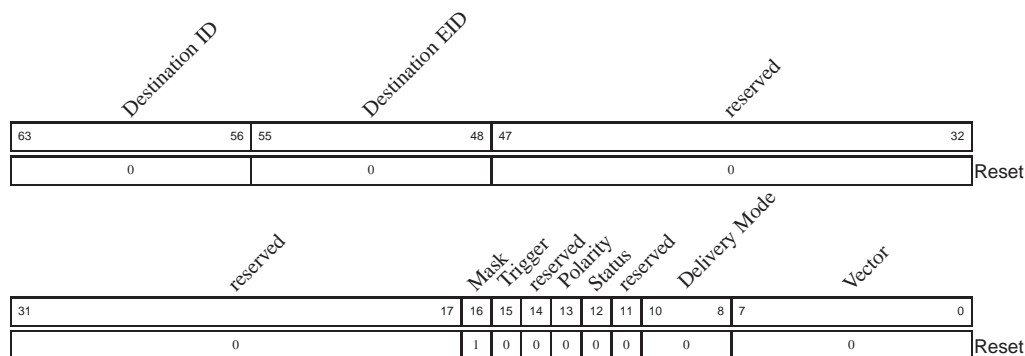 Destination ID Destination EID reserved
63 56 55 48 47 32
0 0 0 Reset
reserved Mask Trigger reserved Polarity Status reserved Delivery Mode Vector
31 17 16 15 14 13 12 11 10 8 7 0
0 1 0 0 0 0 0 0 0 Reset